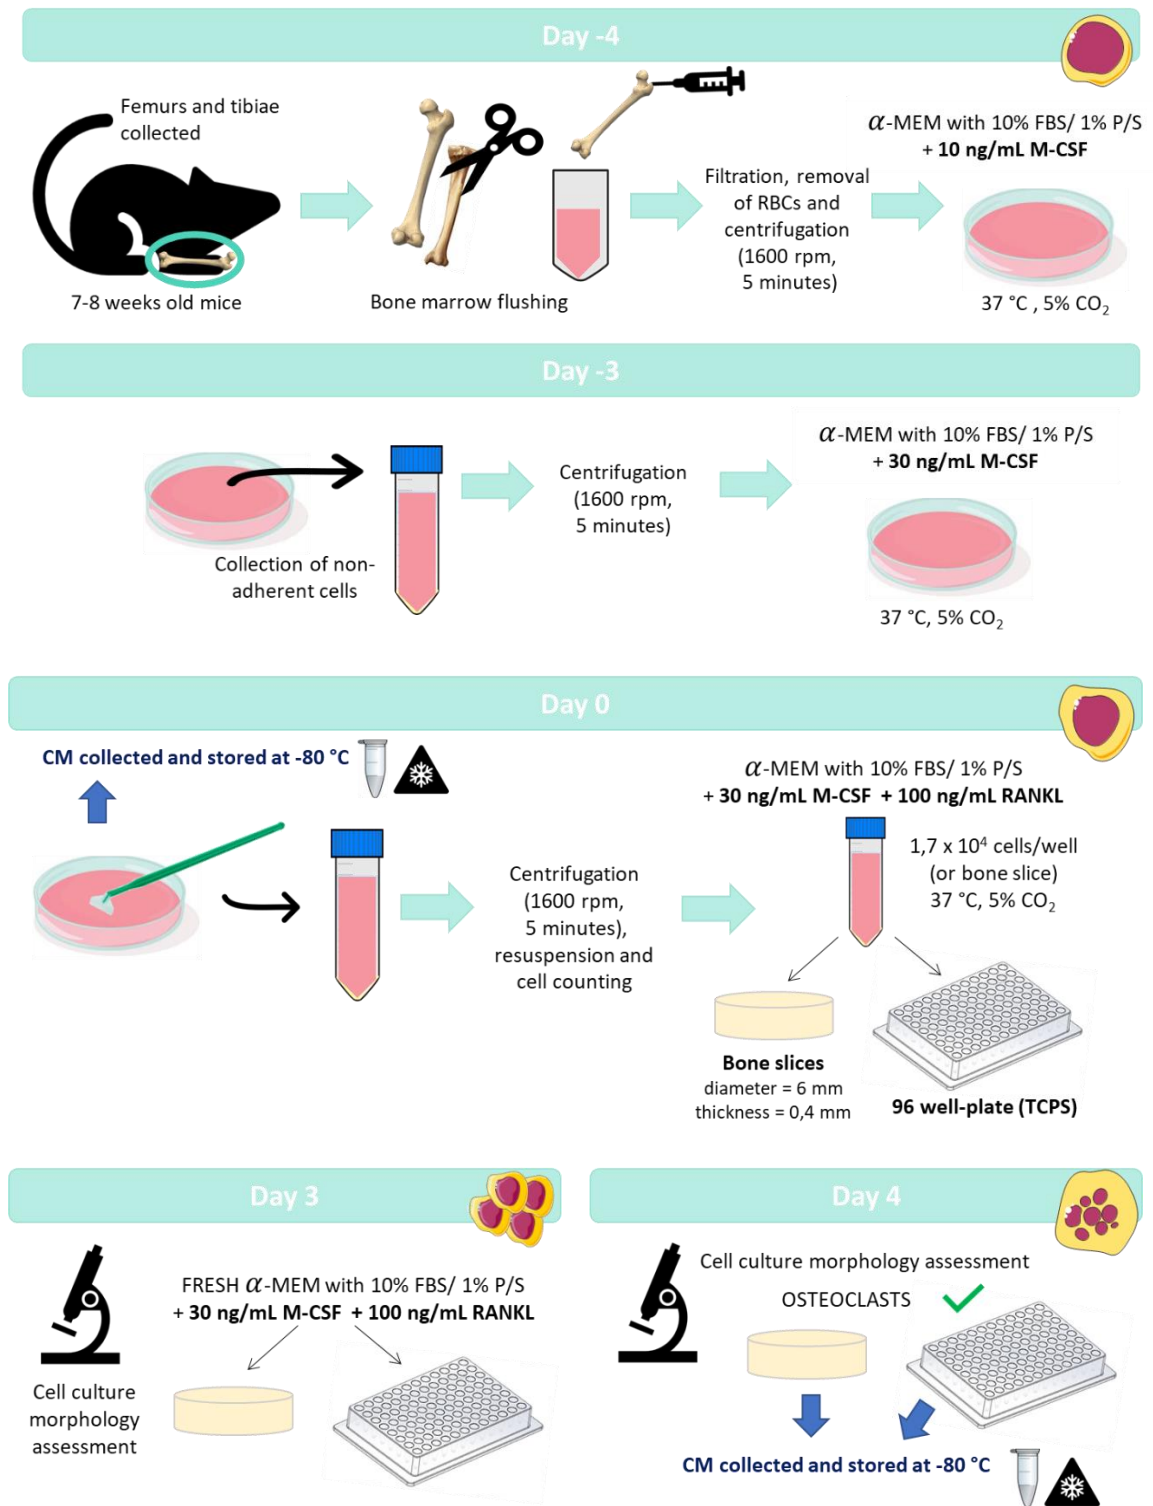 Day -4
Femurs and tibiae
collected
7-8 weeks old mice
Bone marrow flushing
Filtration, removal
of RBCs and
centrifugation
(1600 rpm,
5 minutes)
α-MEM with 10% FBS/ 1% P/S
+ 10 ng/mL M-CSF
37 °C , 5% CO₂
Day -3
Collection of non-
adherent cells
Centrifugation
(1600 rpm,
5 minutes)
α-MEM with 10% FBS/ 1% P/S
+ 30 ng/mL M-CSF
37 °C, 5% CO₂
Day 0
CM collected and stored at -80 °C
Centrifugation
(1600 rpm,
5 minutes),
resuspension and
cell counting
α-MEM with 10% FBS/ 1% P/S
+ 30 ng/mL M-CSF + 100 ng/mL RANKL
1,7 x 10⁴ cells/well
(or bone slice)
37 °C, 5% CO₂
Bone slices
diameter = 6 mm
thickness = 0,4 mm
96 well-plate (TCPS)
Day 3
FRESH α-MEM with 10% FBS/ 1% P/S
+ 30 ng/mL M-CSF + 100 ng/mL RANKL
Cell culture
morphology
assessment
Day 4
Cell culture morphology assessment
OSTEOCLASTS
CM collected and stored at -80 °C